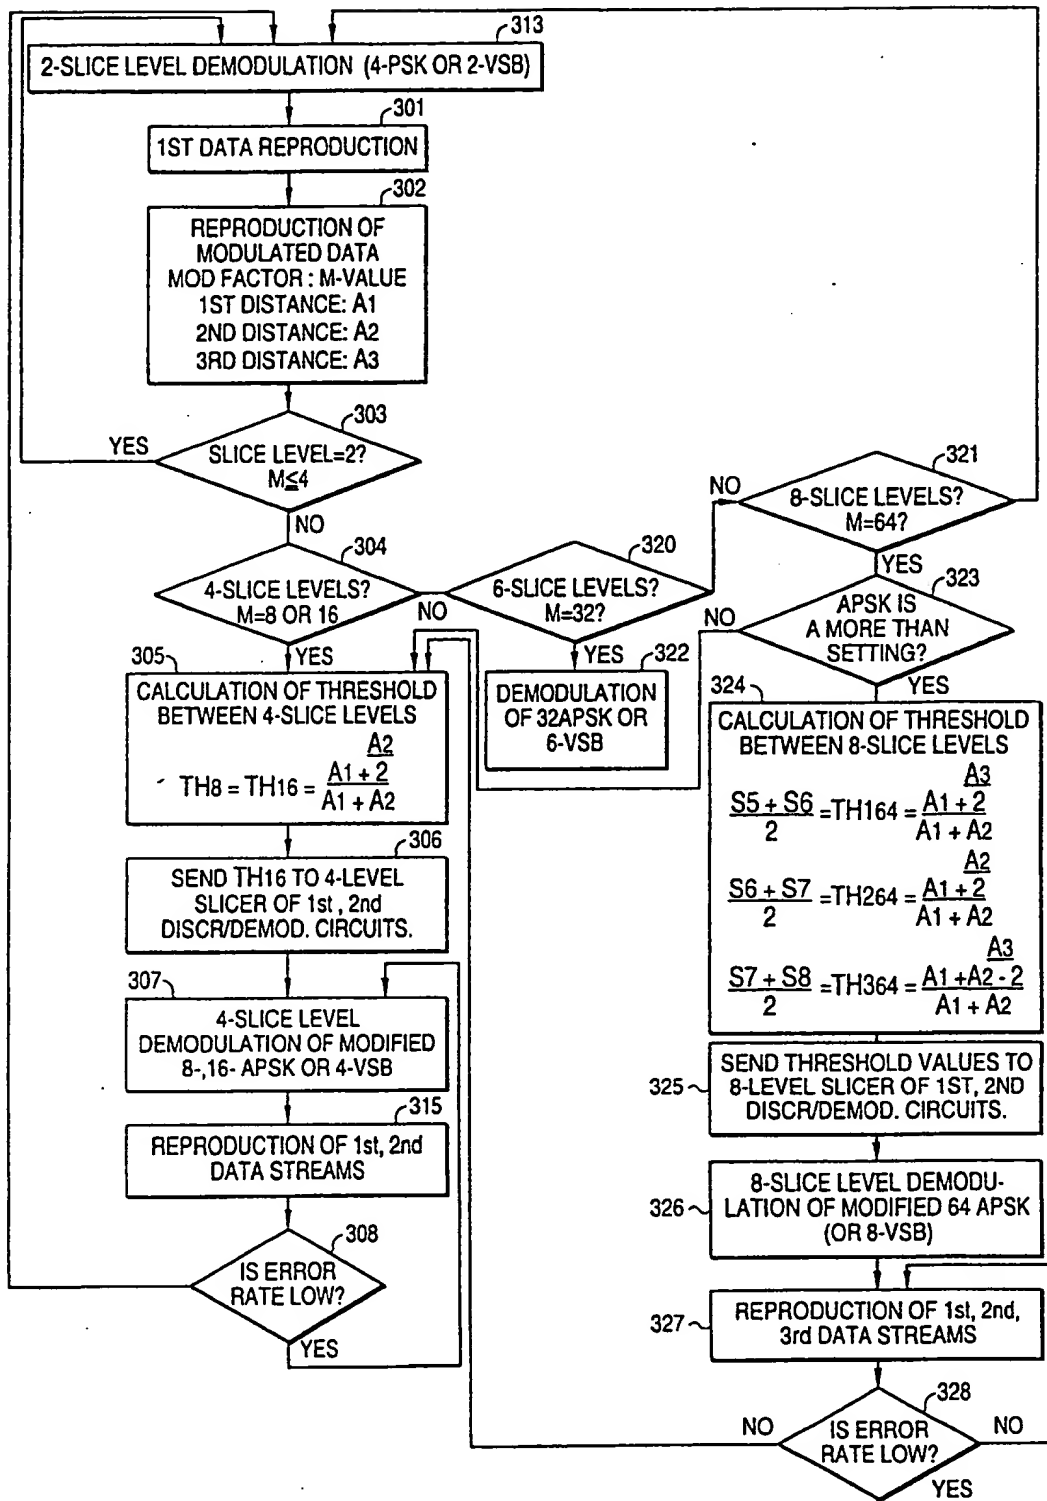 313
2-SLICE LEVEL DEMODULATION (4-PSK OR 2-VSB)
301
1ST DATA REPRODUCTION
302
REPRODUCTION OF
MODULATED DATA
MOD FACTOR : M-VALUE
1ST DISTANCE: A1
2ND DISTANCE: A2
3RD DISTANCE: A3
303
YES
SLICE LEVEL=2?
M≤4
NO
304
4-SLICE LEVELS?
M=8 OR 16
NO
YES
320
6-SLICE LEVELS?
M=32?
NO
YES
321
8-SLICE LEVELS?
M=64?
YES
323
NO
APSK IS
A MORE THAN
SETTING?
YES
305
CALCULATION OF THRESHOLD
BETWEEN 4-SLICE LEVELS
A2
TH8 = TH16 = A1 + 2
A1 + A2
322
DEMODULATION
OF 32APSK OR
6-VSB
324
CALCULATION OF THRESHOLD
BETWEEN 8-SLICE LEVELS
A3
S5 + S6 =TH164 = A1 + 2
2 A1 + A2
A2
S6 + S7 =TH264 = A1 + 2
2 A1 + A2
A3
S7 + S8 =TH364 = A1 +A2 - 2
2 A1 + A2
306
SEND TH16 TO 4-LEVEL
SLICER OF 1st , 2nd
DISCR/DEMOD. CIRCUITS.
307
4-SLICE LEVEL
DEMODULATION OF MODIFIED
8-,16- APSK OR 4-VSB
315
REPRODUCTION OF 1st, 2nd
DATA STREAMS
308
IS ERROR
RATE LOW?
YES
325
SEND THRESHOLD VALUES TO
8-LEVEL SLICER OF 1ST, 2ND
DISCR/DEMOD. CIRCUITS.
326
8-SLICE LEVEL DEMODU-
LATION OF MODIFIED 64 APSK
(OR 8-VSB)
327
REPRODUCTION OF 1st, 2nd,
3rd DATA STREAMS
328
NO
IS ERROR
RATE LOW?
NO
YES